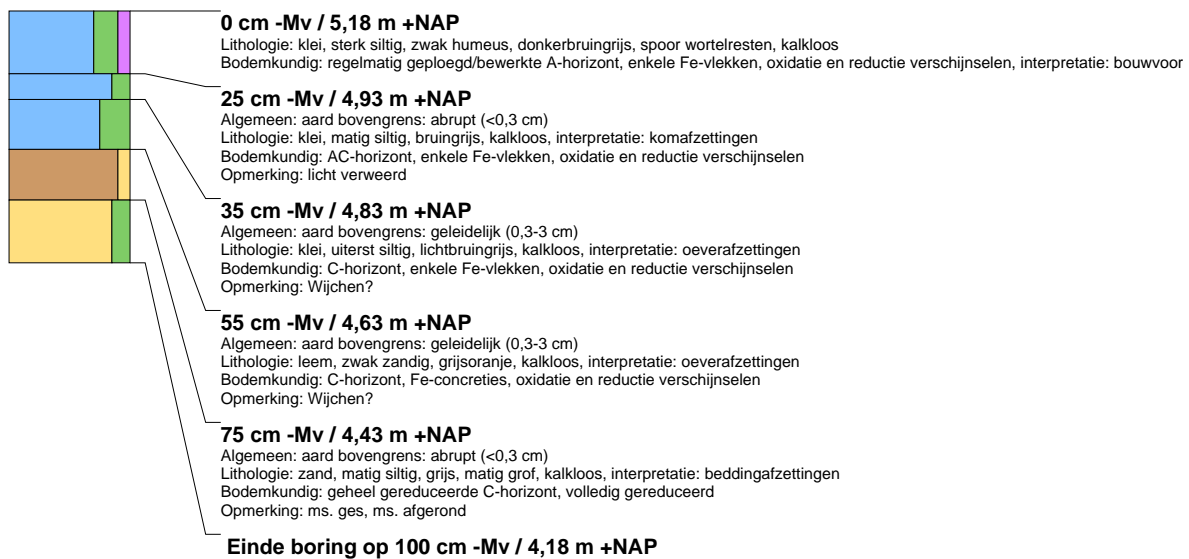 0 cm -Mv / 5,18 m +NAP
Lithologie: klei, sterk siltig, zwak humeus, donkerbruingrijs, spoor wortelresten, kalkloos
Bodemkundig: regelmatig geploegd/bewerkte A-horizont, enkele Fe-vlekken, oxidatie en reductie verschijnselen, interpretatie: bouwvoor
25 cm -Mv / 4,93 m +NAP
Algemeen: aard bovengrens: abrupt (<0,3 cm)
Lithologie: klei, matig siltig, bruingrijs, kalkloos, interpretatie: komafzettingen
Bodemkundig: AC-horizont, enkele Fe-vlekken, oxidatie en reductie verschijnselen
Opmerking: licht verweerd
35 cm -Mv / 4,83 m +NAP
Algemeen: aard bovengrens: geleidelijk (0,3-3 cm)
Lithologie: klei, uiterst siltig, lichtbruingrijs, kalkloos, interpretatie: oeverafzettingen
Bodemkundig: C-horizont, enkele Fe-vlekken, oxidatie en reductie verschijnselen
Opmerking: Wijchen?
55 cm -Mv / 4,63 m +NAP
Algemeen: aard bovengrens: geleidelijk (0,3-3 cm)
Lithologie: leem, zwak zandig, grijsoranje, kalkloos, interpretatie: oeverafzettingen
Bodemkundig: C-horizont, Fe-concreties, oxidatie en reductie verschijnselen
Opmerking: Wijchen?
75 cm -Mv / 4,43 m +NAP
Algemeen: aard bovengrens: abrupt (<0,3 cm)
Lithologie: zand, matig siltig, grijs, matig grof, kalkloos, interpretatie: beddingafzettingen
Bodemkundig: geheel gereduceerde C-horizont, volledig gereduceerd
Opmerking: ms. ges, ms. afgerond
Einde boring op 100 cm -Mv / 4,18 m +NAP